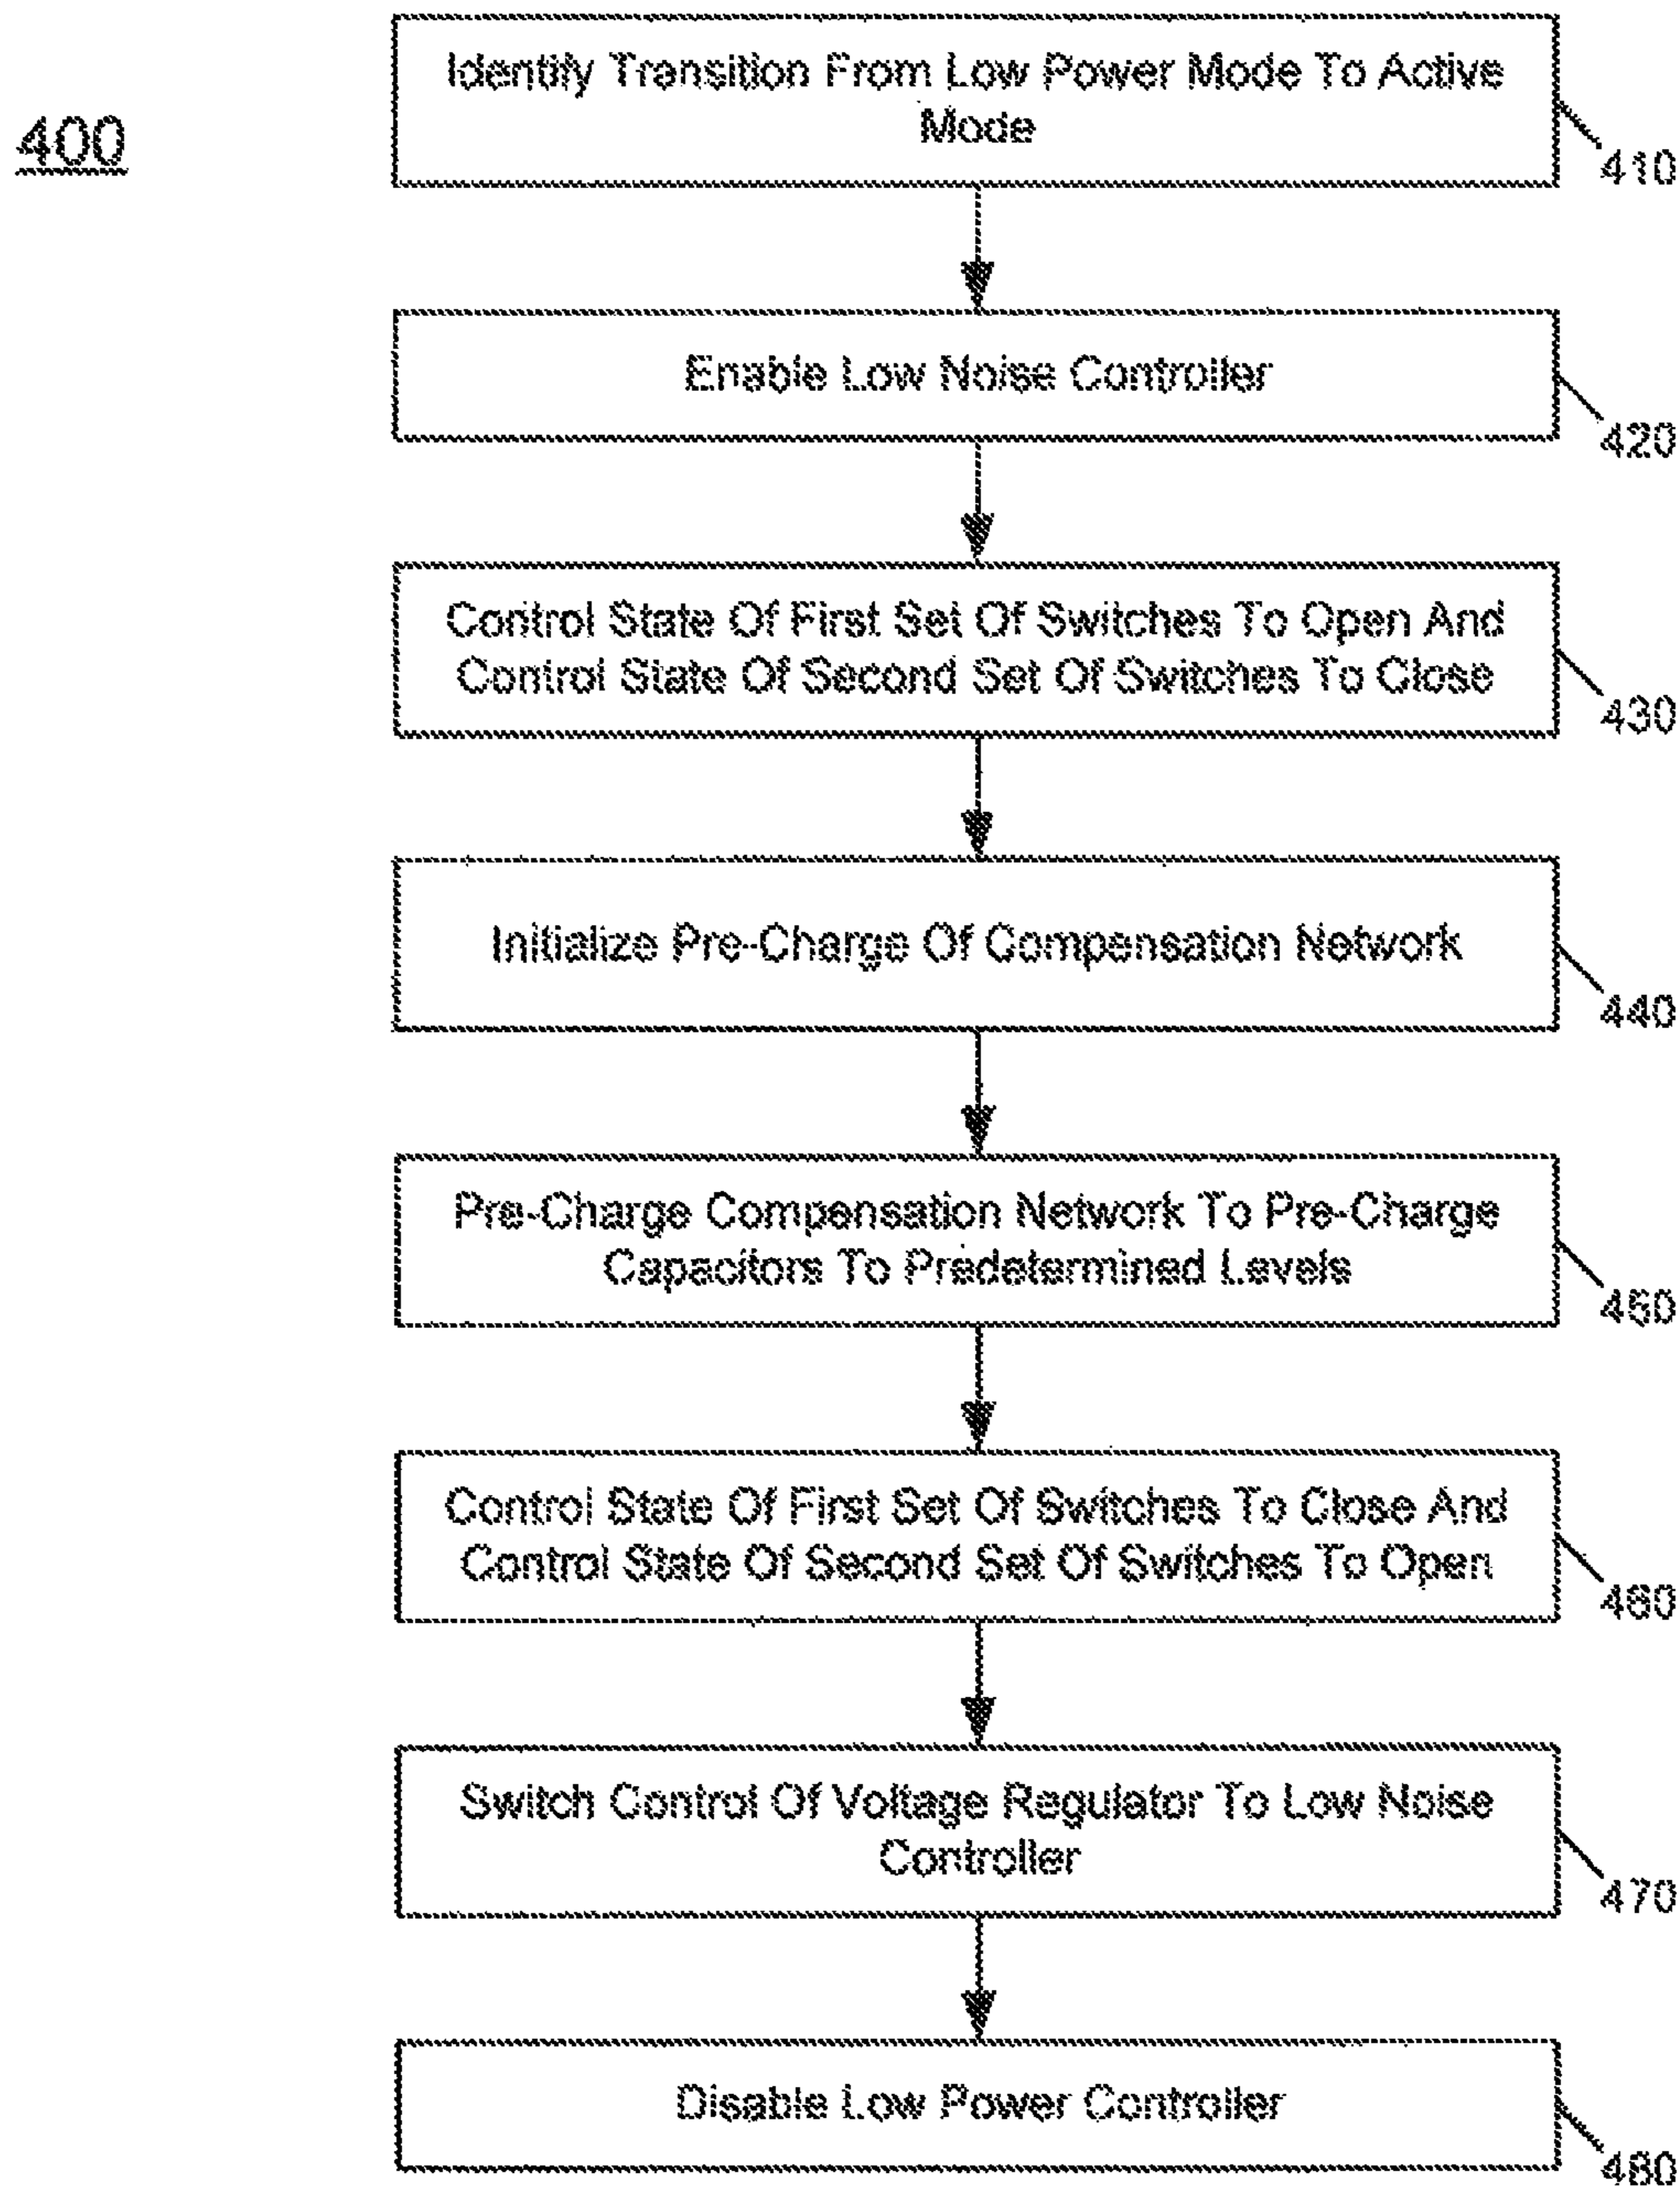 400
Identify Transition From Low Power Mode To Active
Mode
410
Enable Low Noise Controller
420
Control State Of First Set Of Switches To Open And
Control State Of Second Set Of Switches To Close
430
Initialize Pre-Charge Of Compensation Network
440
Pre-Charge Compensation Network To Pre-Charge
Capacitors To Predetermined Levels
450
Control State Of First Set Of Switches To Close And
Control State Of Second Set Of Switches To Open
460
Switch Control Of Voltage Regulator To Low Noise
Controller
470
Disable Low Power Controller
480